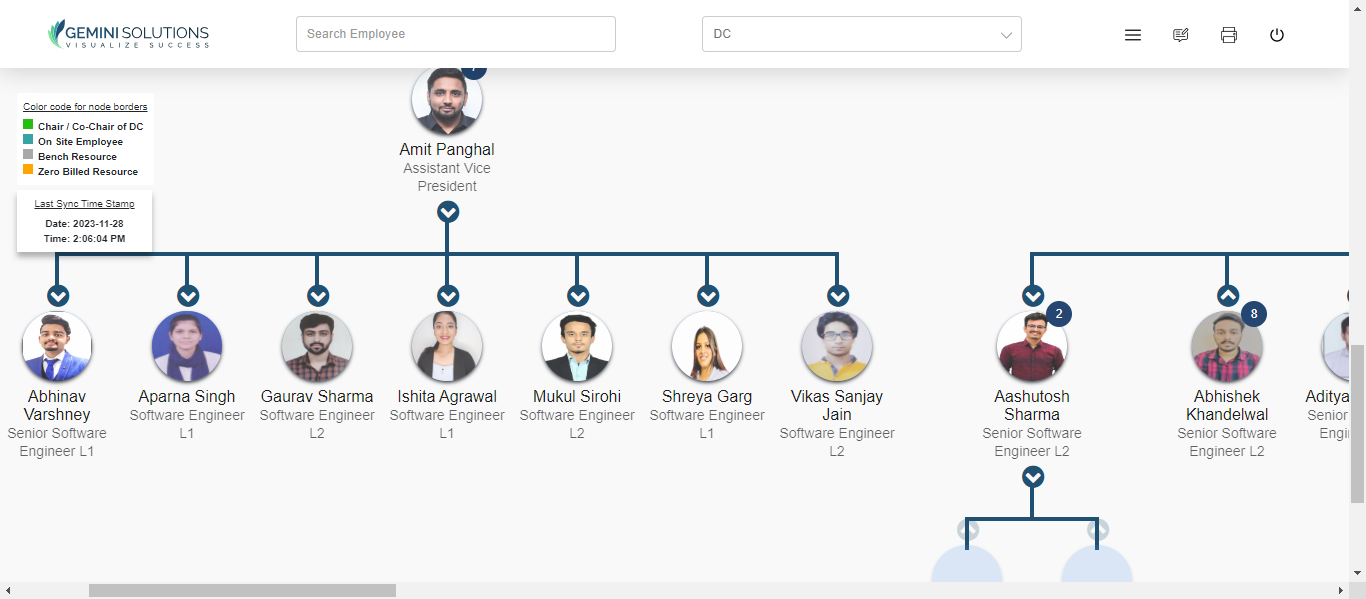 GEMINI SOLUTIONS
VISUALIZE SUCCESS
Search Employee
DC
Color code for node borders
Chair / Co-Chair of DC
On Site Employee
Bench Resource
Zero Billed Resource
Last Sync Time Stamp
Date: 2023-11-28
Time: 2:06:04 PM
Amit Panghal
Assistant Vice
President
Abhinav
Varshney
Senior Software
Engineer L1
Aparna Singh
Software Engineer
L1
Gaurav Sharma
Software Engineer
L2
Ishita Agrawal
Software Engineer
L1
Mukul Sirohi
Software Engineer
L2
Shreya Garg
Software Engineer
L1
Vikas Sanjay
Jain
Software Engineer
L2
2
Aashutosh
Sharma
Senior Software
Engineer L2
8
Abhishek
Khandelwal
Senior Software
Engineer L2
Aditya
Senior